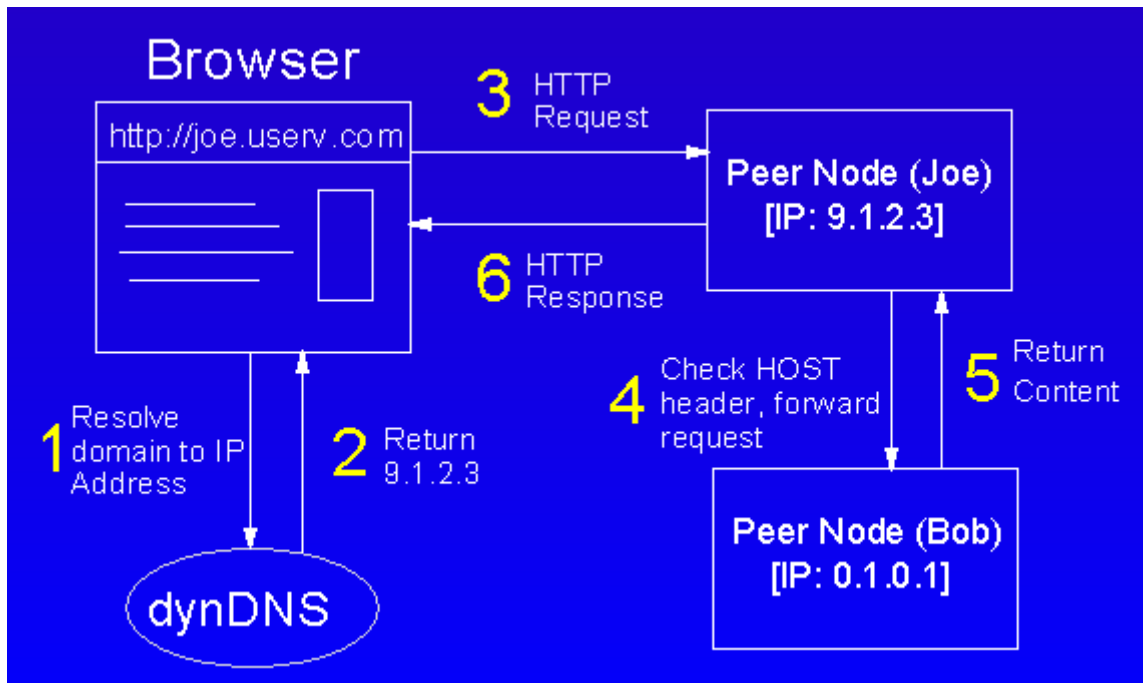 Browser
http://joe.userv.com
3 HTTP
Request
Peer Node (Joe)
[IP: 9.1.2.3]
6 HTTP
Response
1 Resolve
domain to IP
Address
2 Return
9.1.2.3
4 Check HOST
header, forward
request
5 Return
Content
dynDNS
Peer Node (Bob)
[IP: 0.1.0.1]